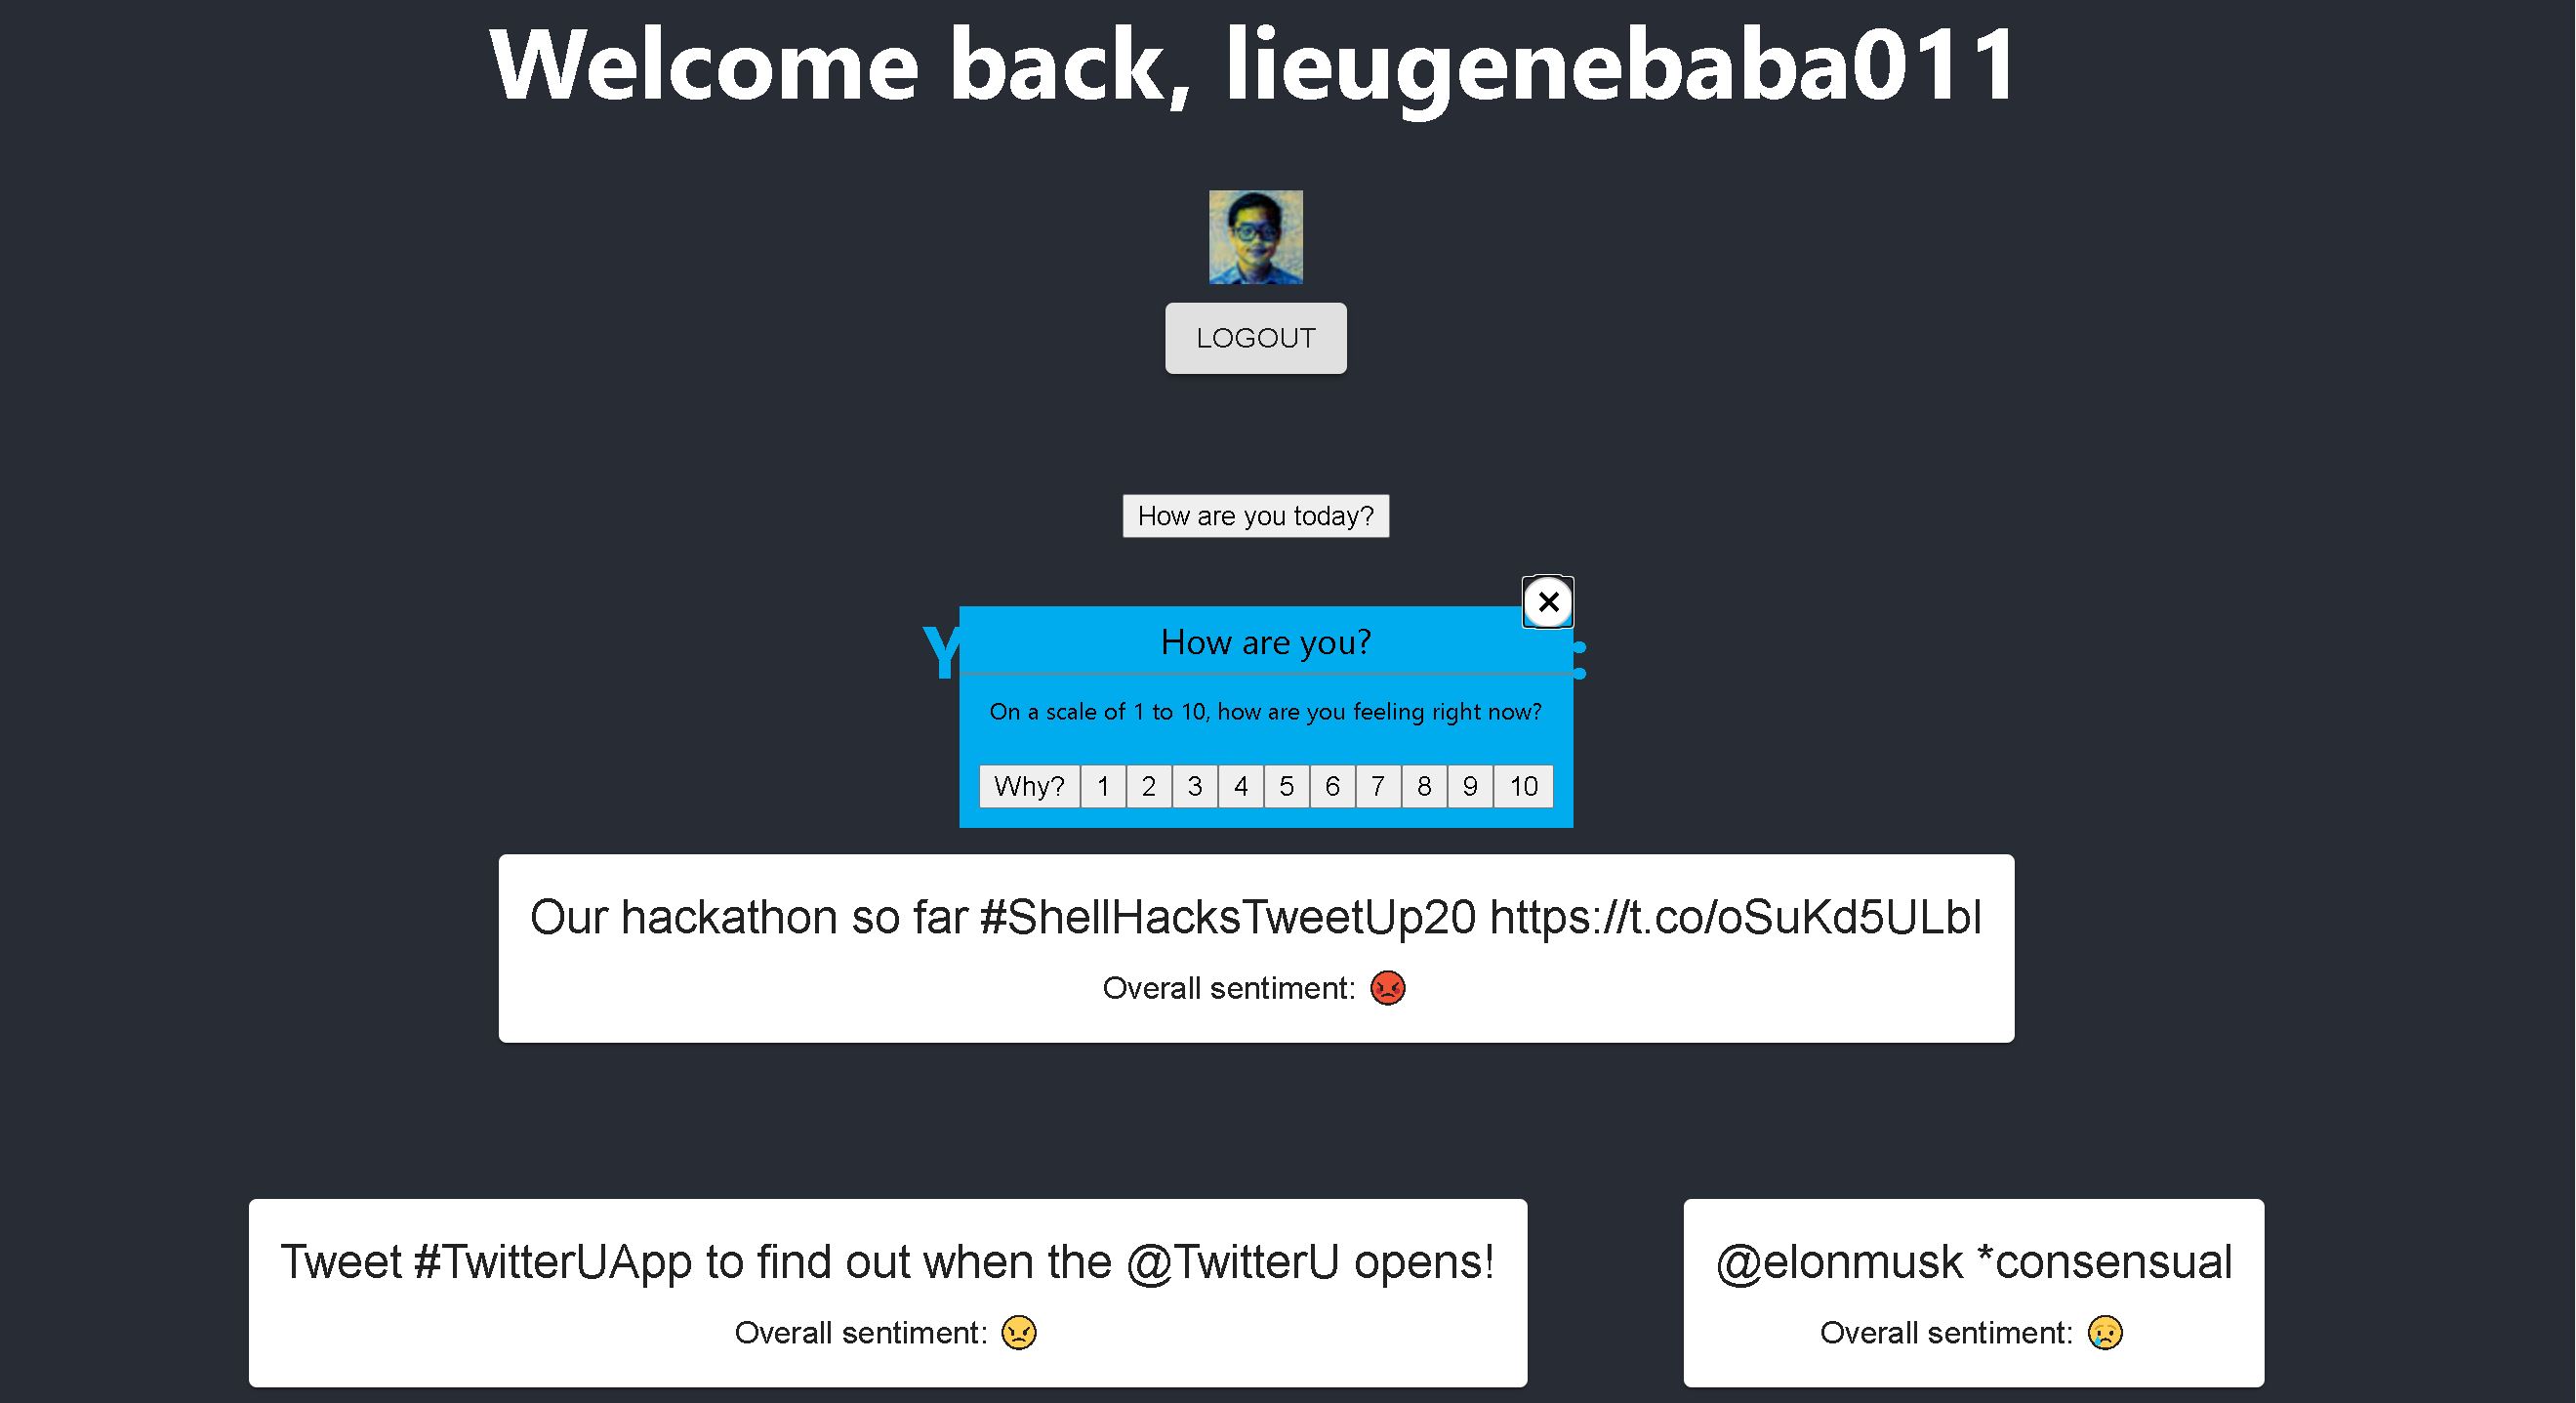 Welcome back, lieugenebaba011
LOGOUT
How are you today?
How are you?
On a scale of 1 to 10, how are you feeling right now?
Why? 1 2 3 4 5 6 7 8 9 10
Our hackathon so far #ShellHacksTweetUp20 https://t.co/oSuKd5ULbl
Overall sentiment:
Tweet #TwitterUApp to find out when the @TwitterU opens!
Overall sentiment:
@elonmusk *consensual
Overall sentiment: